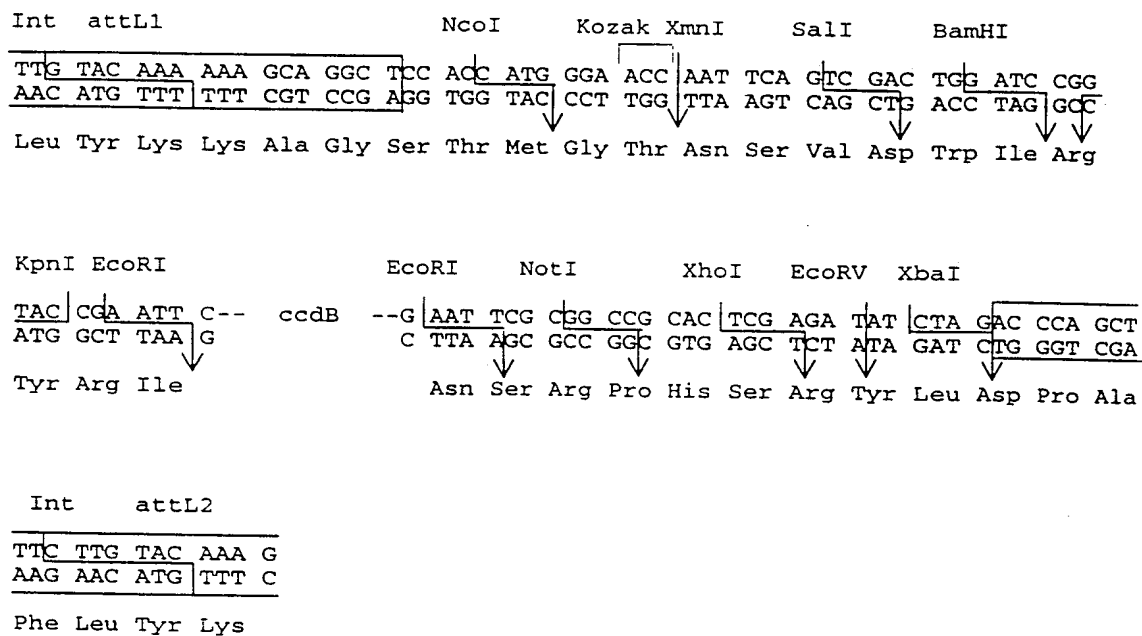 Int attL1 NcoI Kozak XmnI SalI BamHI
TTG TAC AAA AAA GCA GGC TCC ACC ATG GGA ACC AAT TCA GTC GAC TGG ATC CGG
AAC ATG TTT TTT CGT CCG AGG TGG TAC CCT TGG TTA AGT CAG CTG ACC TAG GCC
Leu Tyr Lys Lys Ala Gly Ser Thr Met Gly Thr Asn Ser Val Asp Trp Ile Arg
KpnI EcoRI EcoRI NotI XhoI EcoRV XbaI
TAC CGA ATT C-- ccdB --G AAT TCG CGG CCG CAC TCG AGA TAT CTA GAC CCA GCT
ATG GCT TAA G C TTA AGC GCC GGC GTG AGC TCT ATA GAT CTG GGT CGA
Tyr Arg Ile Asn Ser Arg Pro His Ser Arg Tyr Leu Asp Pro Ala
Int attL2
TTC TTG TAC AAA G
AAG AAC ATG TTT C
Phe Leu Tyr Lys